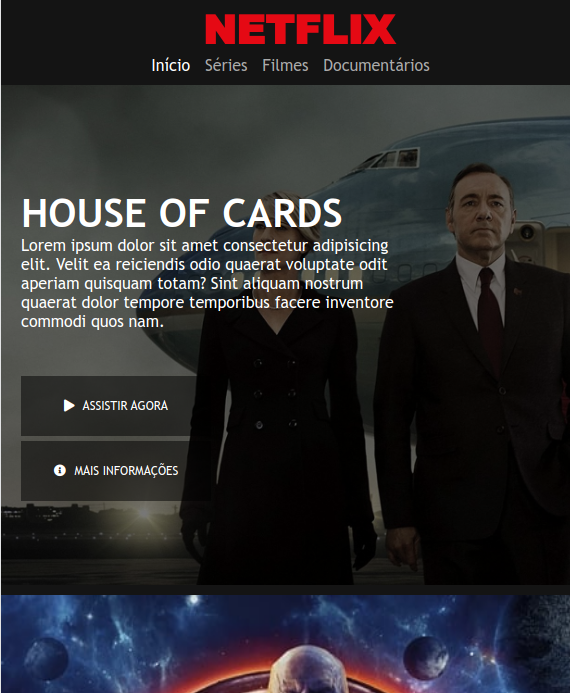 NETFLIX
Início Séries Filmes Documentários
HOUSE OF CARDS
Lorem ipsum dolor sit amet consectetur adipisicing
elit. Velit ea reiciendis odio quaerat voluptate odit
aperiam quisquam totam? Sint aliquam nostrum
quaerat dolor tempore temporibus facere inventore
commodi quos nam.
ASSISTIR AGORA
MAIS INFORMAÇÕES